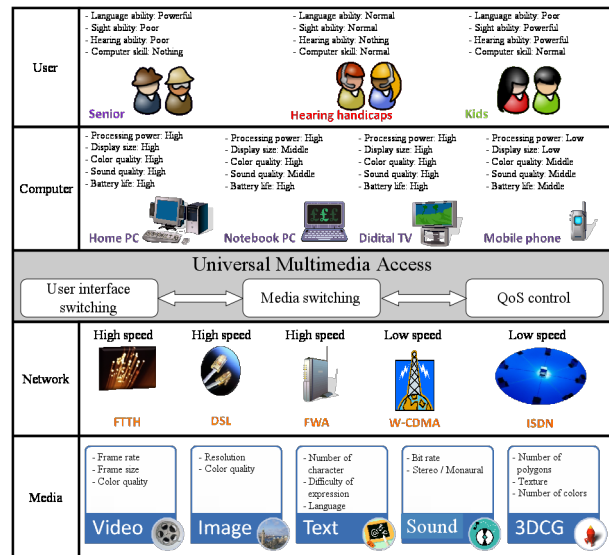 User
- Language ability: Powerful
- Sight ability: Poor
- Hearing ability: Poor
- Computer skill: Nothing
Senior
- Language ability: Normal
- Sight ability: Normal
- Hearing ability: Nothing
- Computer skill: Normal
Hearing handicaps
- Language ability: Poor
- Sight ability: Powerful
- Hearing ability: Powerful
- Computer skill: Normal
Kids
Computer
- Processing power: High
- Display size: High
- Color quality: High
- Sound quality: High
- Battery life: High
Home PC
- Processing power: High
- Display size: Middle
- Color quality: High
- Sound quality: Middle
- Battery life: High
£££
Notebook PC
- Processing power: High
- Display size: High
- Color quality: High
- Sound quality: High
- Battery life: High
Didital TV
- Processing power: Low
- Display size: Low
- Color quality: Middle
- Sound quality: Middle
- Battery life: Middle
Mobile phone
Universal Multimedia Access
User interface
switching
Media switching
QoS control
Network
High speed
FTTH
High speed
DSL
High speed
FWA
Low speed
W-CDMA
Low speed
ISDN
Media
- Frame rate
- Frame size
- Color quality
Video
- Resolution
- Color quality
Image
- Number of
character
- Difficulty of
expression
- Language
Text
- Bit rate
- Stereo / Monaural
Sound
- Number of
polygons
- Texture
- Number of colors
3DCG